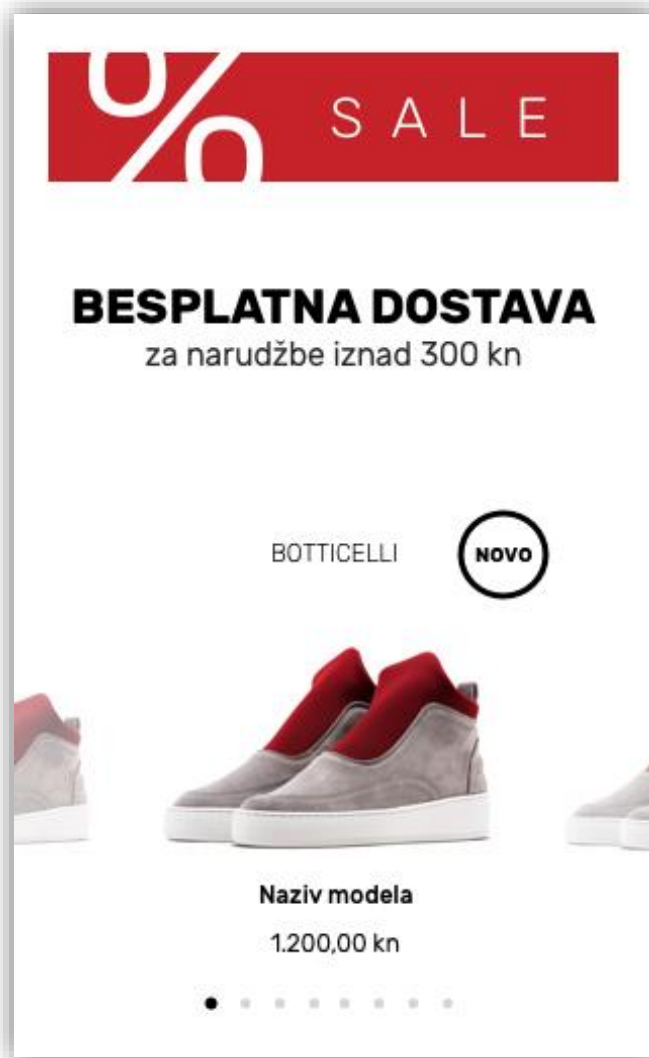 % SALE
BESPLATNA DOSTAVA
za narudžbe iznad 300 kn
BOTTICELLI
NOVO
Naziv modela
1.200,00 kn